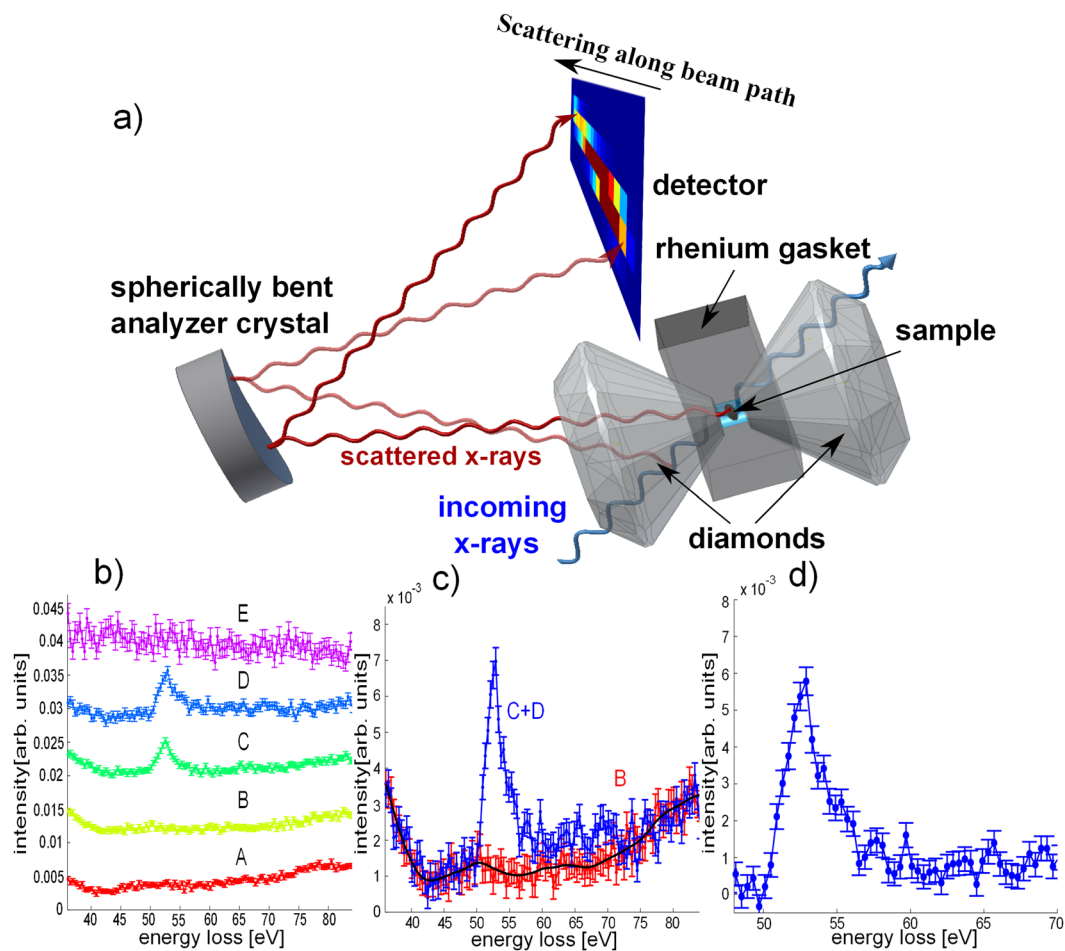 Scattering along beam path
a)
detector
rhenium gasket
spherically bent
analyzer crystal
sample
scattered x-rays
incoming
x-rays
diamonds
b)
0.045
0.04
0.035
0.03
0.025
0.02
0.015
0.01
0.005
0
E
D
C
B
A
40 45 50 55 60 65 70 75 80
energy loss [eV]
intensity[arb. units]
c)
x 10⁻³
8
7
6
5
4
3
2
1
0
C+D
B
40 45 50 55 60 65 70 75 80
energy loss [eV]
intensity[arb. units]
d)
x 10⁻³
8
7
6
5
4
3
2
1
0
50 55 60 65 70
energy loss [eV]
intensity[arb. units]